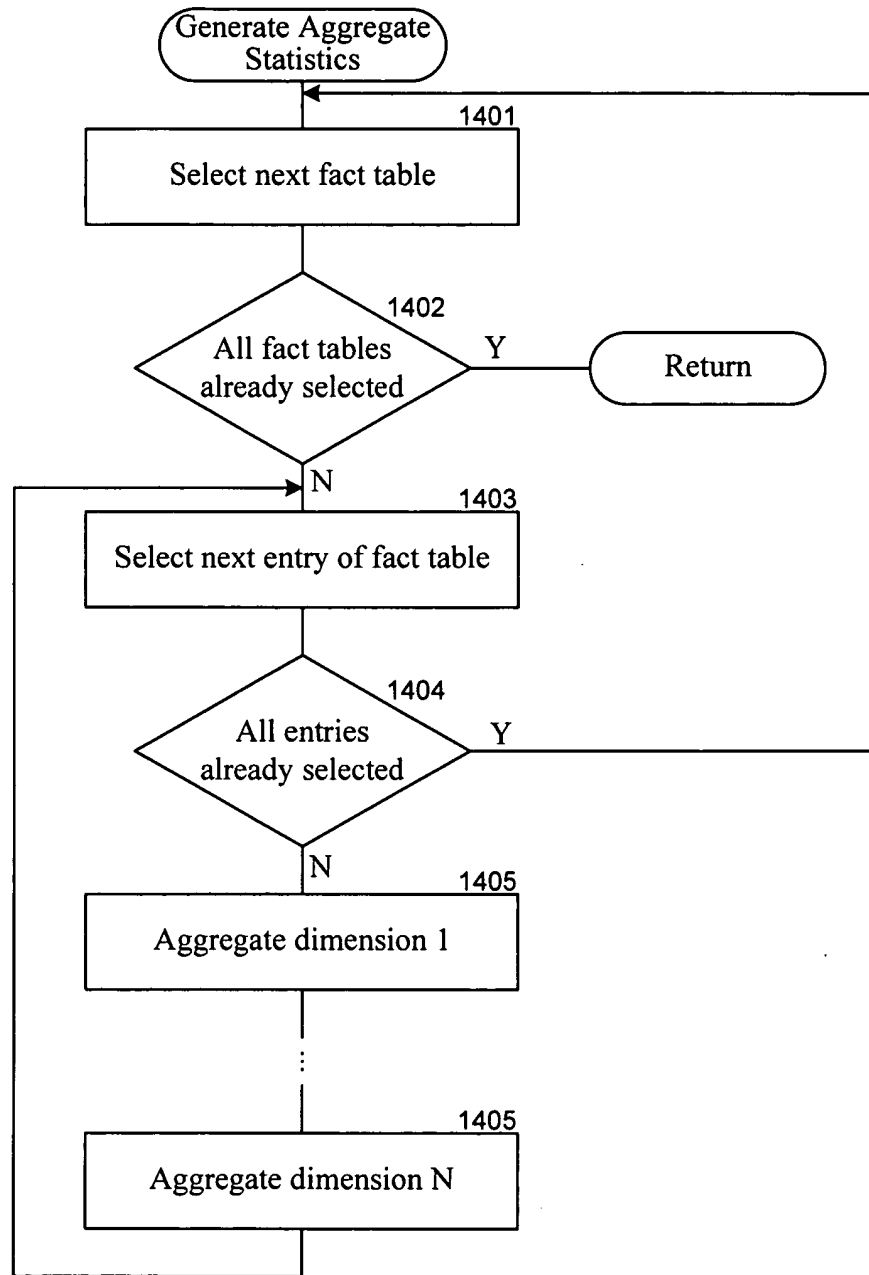 Generate Aggregate
Statistics
1401
Select next fact table
1402
All fact tables
already selected
Y
Return
N
1403
Select next entry of fact table
1404
All entries
already selected
Y
N
1405
Aggregate dimension 1
...
1405
Aggregate dimension N